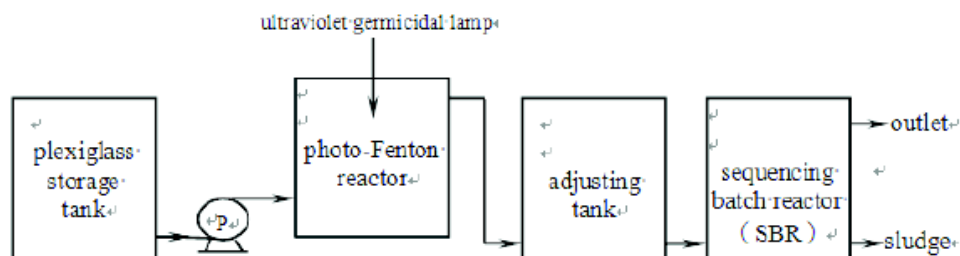 ultraviolet germicidal lamp
plexiglass
storage
tank
P
photo-Fenton
reactor
adjusting
tank
sequencing
batch reactor
（SBR）
outlet
sludge